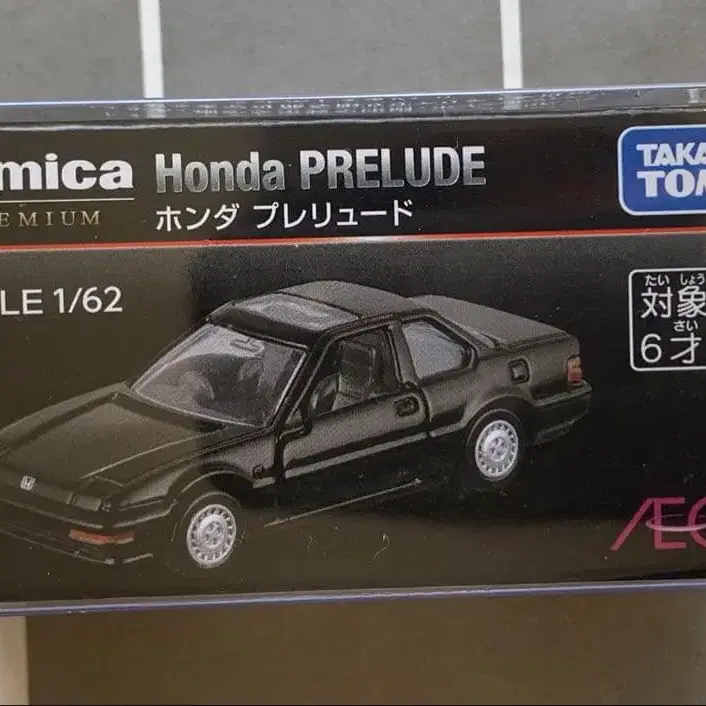 mica Honda PRELUDE
EMIUM ホンダ プレリュード
TAKA
TOM
LE 1/62
たい しょう
対象
さい
6才
ÆO